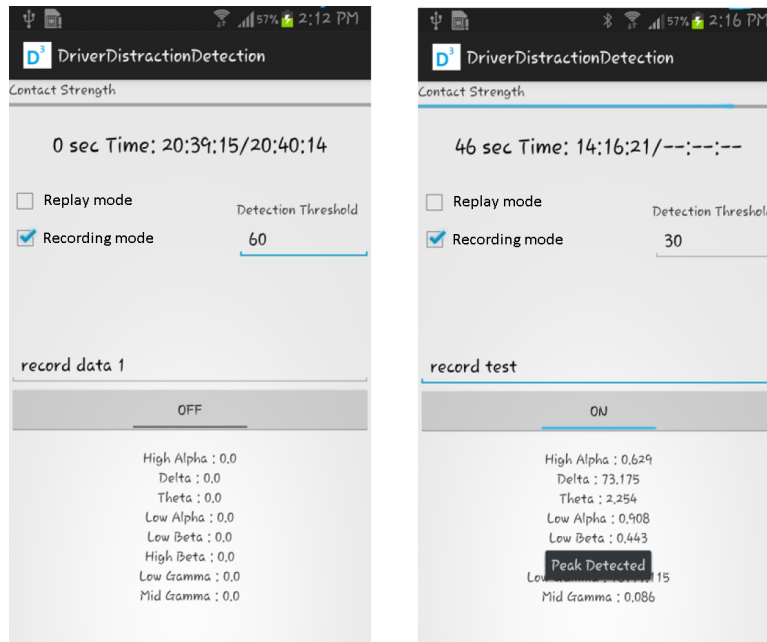 57% 2:12 PM
D³ DriverDistractionDetection
Contact Strength
0 sec Time: 20:39:15/20:40:14
Replay mode
Detection Threshold
Recording mode
60
record data 1
OFF
High Alpha : 0.0
Delta : 0.0
Theta : 0.0
Low Alpha : 0.0
Low Beta : 0.0
High Beta : 0.0
Low Gamma : 0.0
Mid Gamma : 0.0
57% 2:16 PM
D³ DriverDistractionDetection
Contact Strength
46 sec Time: 14:16:21/--:--:--
Replay mode
Detection Threshol
Recording mode
30
record test
ON
High Alpha : 0.629
Delta : 73.175
Theta : 2.254
Low Alpha : 0.908
Low Beta : 0.443
Peak Detected
Low 115
Mid Gamma : 0.086